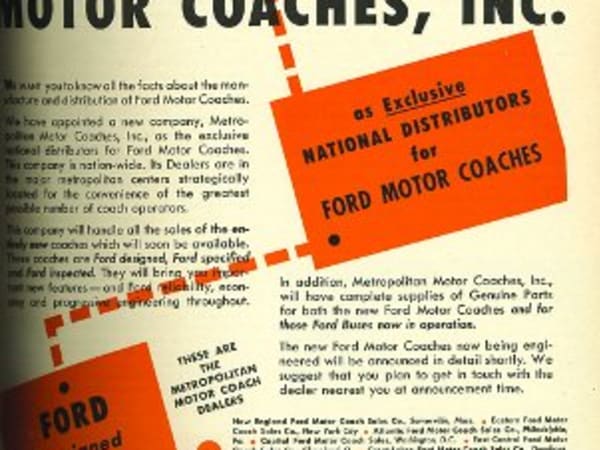 MOTOR COACHES, INC.
as Exclusive
NATIONAL DISTRIBUTORS
for
FORD MOTOR COACHES
We want you to know all the facts about the man-
ufacture and distribution of Ford Motor Coaches.
We have appointed a new company, Metro-
politan Motor Coaches, Inc., as the exclusive
national distributors for Ford Motor Coaches.
This company is nation-wide. Its Dealers are in
the major metropolitan centers strategically
located for the convenience of the greatest
possible number of coach operators.
This company will handle all the sales of the en-
tirely new coaches which will soon be available.
These coaches are Ford designed, Ford specified
and Ford inspected. They will bring you impor-
tant new features—and Ford reliability, econ-
omy and progressive engineering throughout.
In addition, Metropolitan Motor Coaches, Inc.,
will have complete supplies of Genuine Parts
for both the new Ford Motor Coaches and for
those Ford Buses now in operation.
The new Ford Motor Coaches now being engi-
neered will be announced in detail shortly. We
suggest that you plan to get in touch with the
dealer nearest you at announcement time.
THESE ARE
THE
METROPOLITAN
MOTOR COACH
DEALERS
FORD
New England Ford Motor Coach Sales Co., Somerville, Mass. • Eastern Ford Motor
Coach Sales Co., New York City • Atlantic Ford Motor Coach Sales Co., Philadelphia,
Pa. • Capitol Ford Motor Coach Sales, Washington, D.C. • East Central Ford Motor